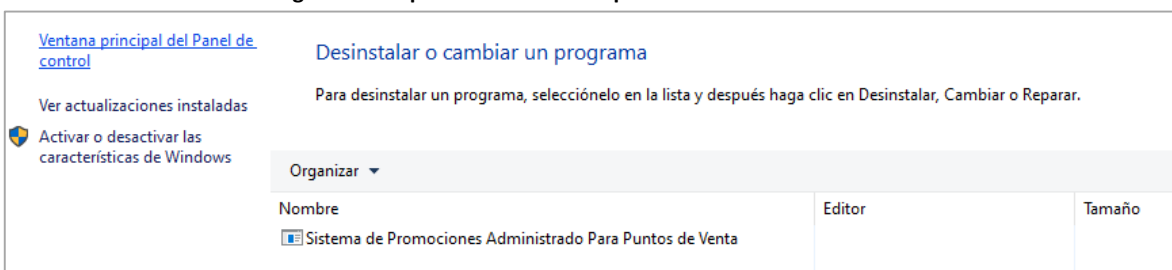 Ventana principal del Panel de
control
Ver actualizaciones instaladas
Activar o desactivar las
características de Windows
Desinstalar o cambiar un programa
Para desinstalar un programa, selecciónelo en la lista y después haga clic en Desinstalar, Cambiar o Reparar.
Organizar
Nombre Editor Tamaño
Sistema de Promociones Administrado Para Puntos de Venta